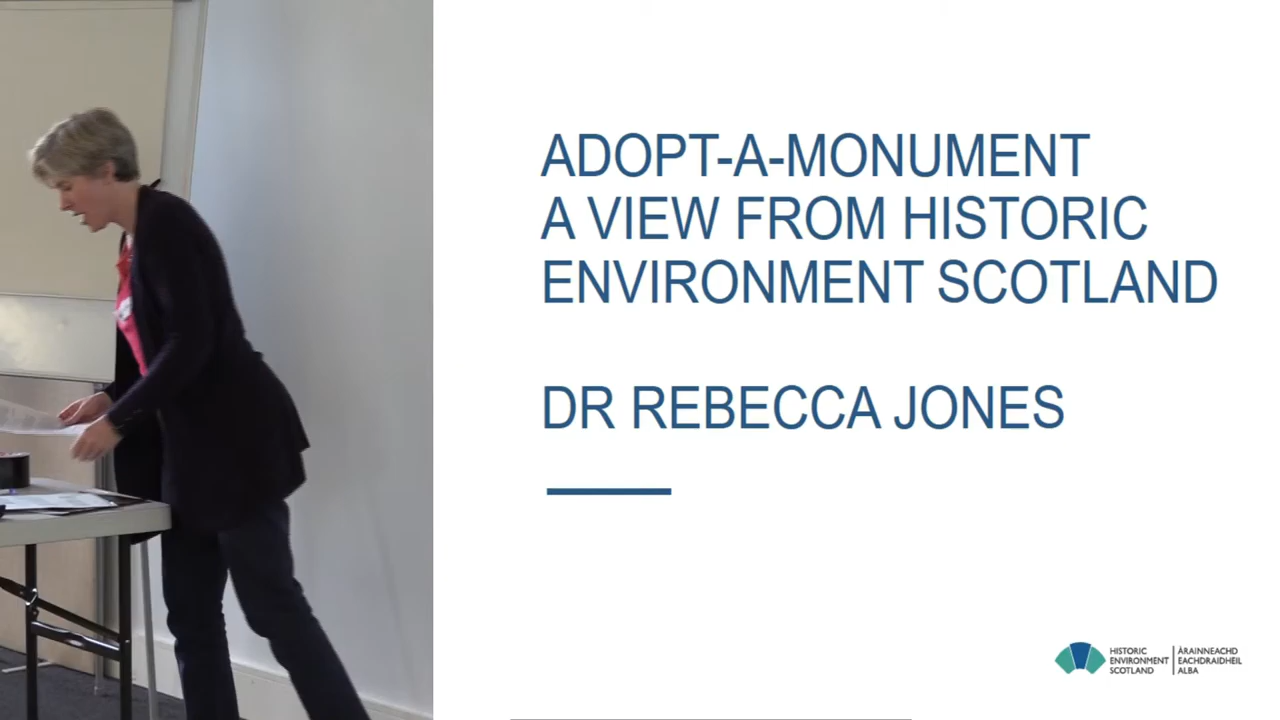 ADOPT-A-MONUMENT
A VIEW FROM HISTORIC
ENVIRONMENT SCOTLAND
DR REBECCA JONES
HISTORIC
ENVIRONMENT
SCOTLAND
ÀRAINNEACHD
EACHDRAIDHEIL
ALBA